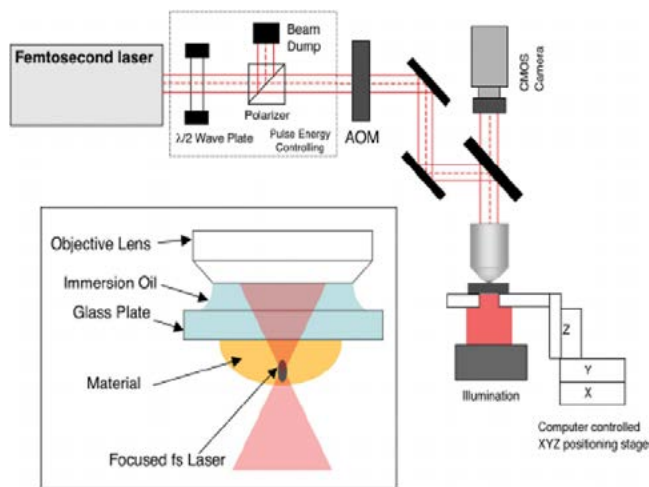 Femtosecond laser
Beam
Dump
Polarizer
λ/2 Wave Plate
Pulse Energy
Controlling
AOM
CMOS
Camera
Objective Lens
Immersion Oil
Glass Plate
Material
Focused fs Laser
Z
Y
X
Illumination
Computer controlled
XYZ positioning stage